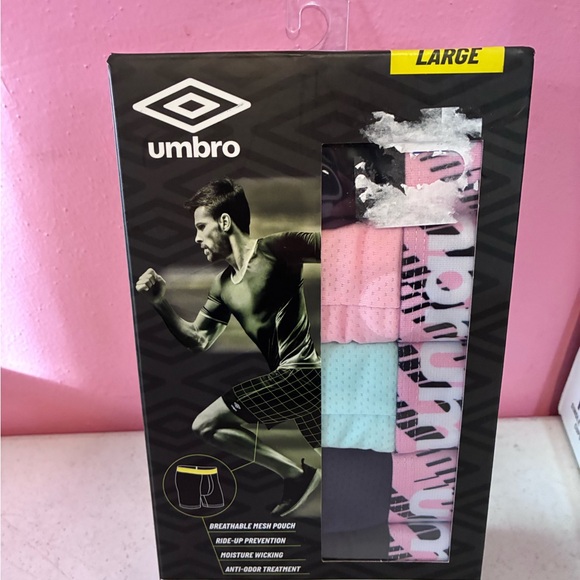 LARGE
umbro
BREATHABLE MESH POUCH
RIDE-UP PREVENTION
MOISTURE WICKING
ANTI-ODOR TREATMENT